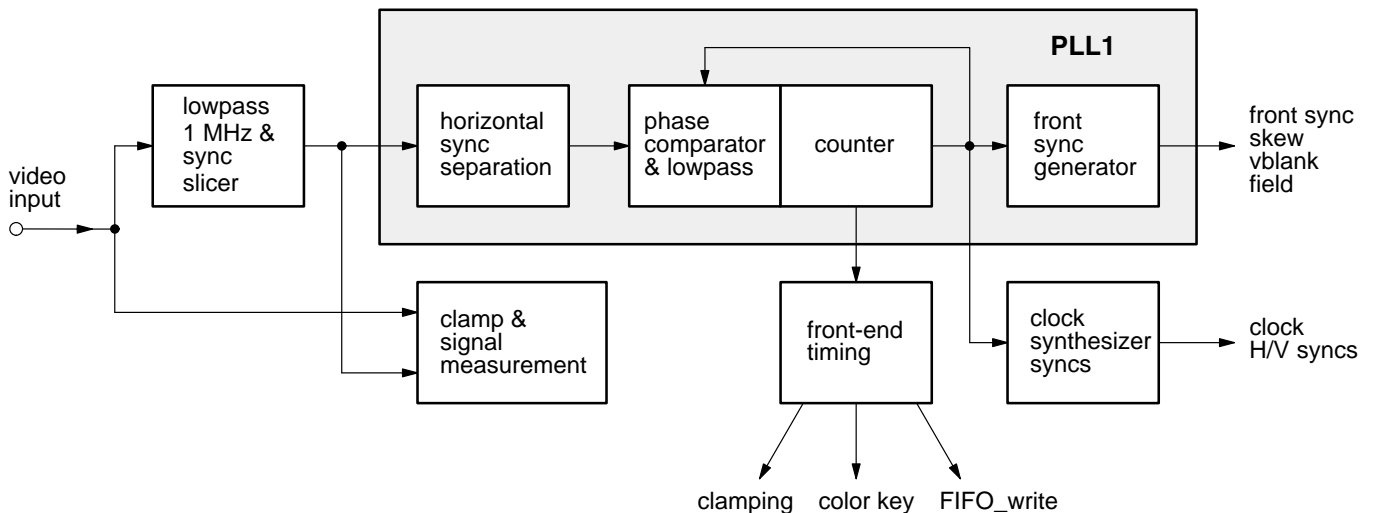 PLL1
video
input
lowpass
1 MHz &
sync
slicer
horizontal
sync
separation
phase
comparator
& lowpass
counter
front
sync
generator
front sync
skew
vblank
field
clamp &
signal
measurement
front-end
timing
clock
synthesizer
syncs
clock
H/V syncs
clamping
color key
FIFO_write